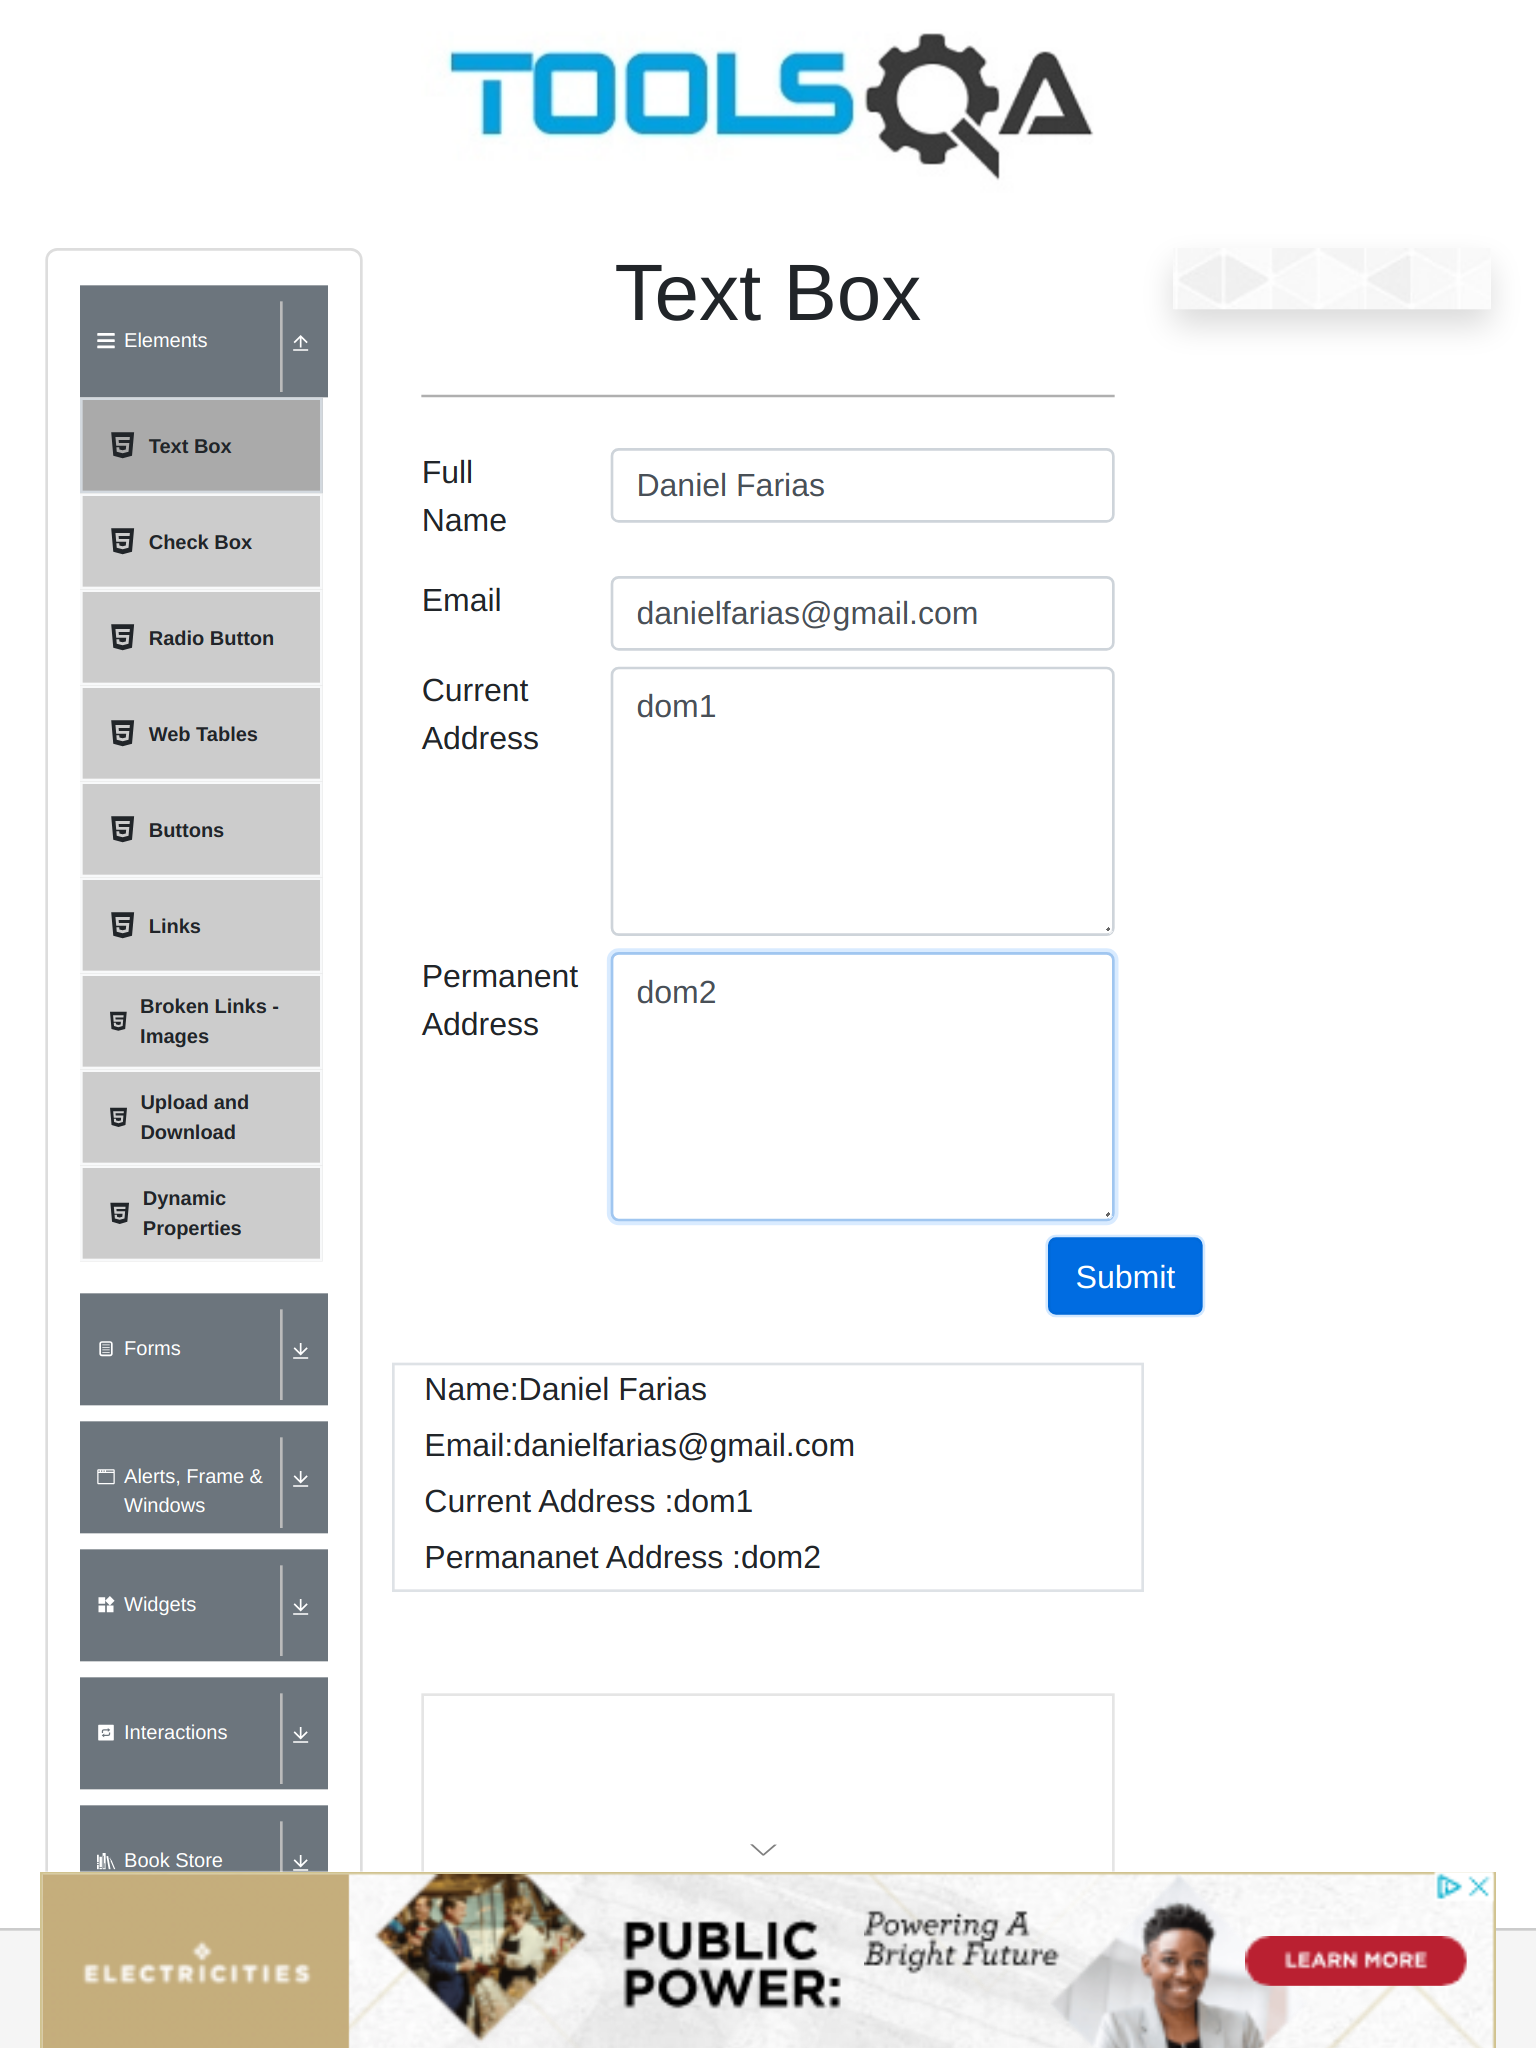 TOOLSQA
Text Box
Elements
Text Box
Check Box
Radio Button
Web Tables
Buttons
Links
Broken Links -
Images
Upload and
Download
Dynamic
Properties
Forms
Alerts, Frame &
Windows
Widgets
Interactions
Book Store
Full
Name
Daniel Farias
Email
danielfarias@gmail.com
Current
Address
dom1
Permanent
Address
dom2
Submit
Name:Daniel Farias
Email:danielfarias@gmail.com
Current Address :dom1
Permananet Address :dom2
ELECTRICITIES
PUBLIC
POWER:
Powering A
Bright Future
LEARN MORE